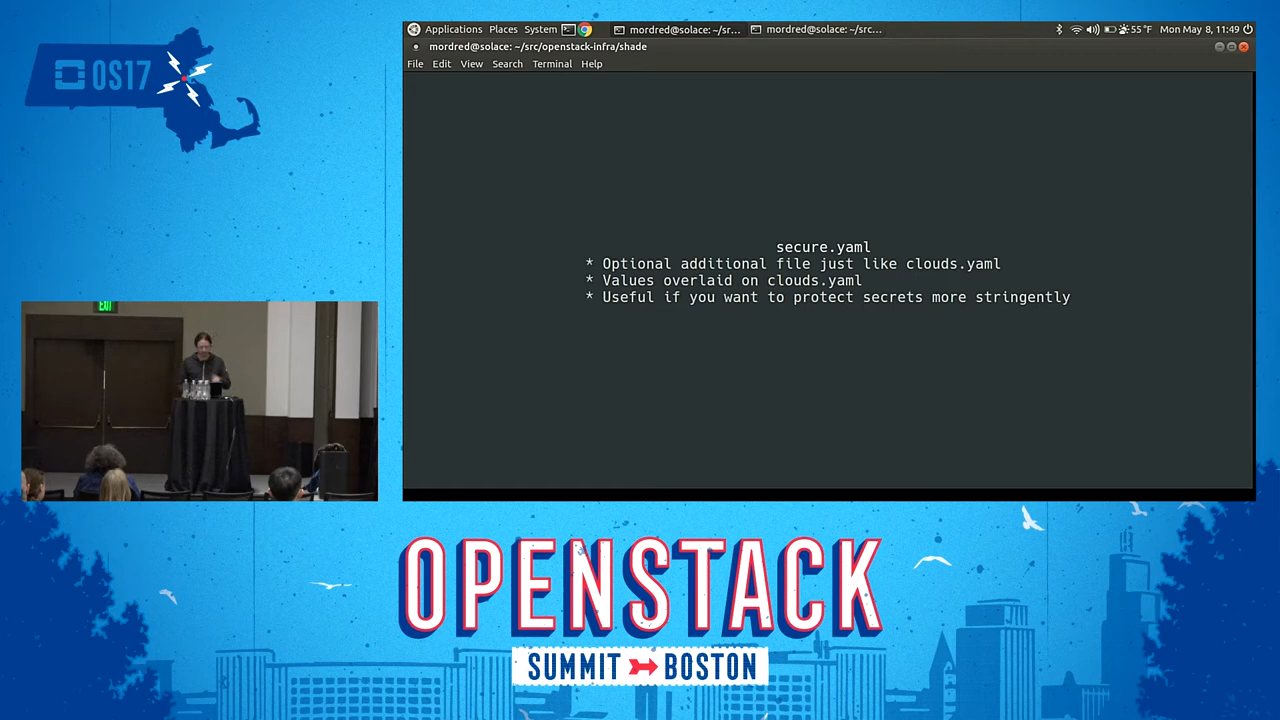 OS17
Applications Places System mordred@solace: ~/sr... mordred@solace: ~/src... 55 °F Mon May 8, 11:49
mordred@solace: ~/src/openstack-infra/shade
File Edit View Search Terminal Help
secure.yaml
* Optional additional file just like clouds.yaml
* Values overlaid on clouds.yaml
* Useful if you want to protect secrets more stringently
EXIT
OPENSTACK
SUMMIT BOSTON